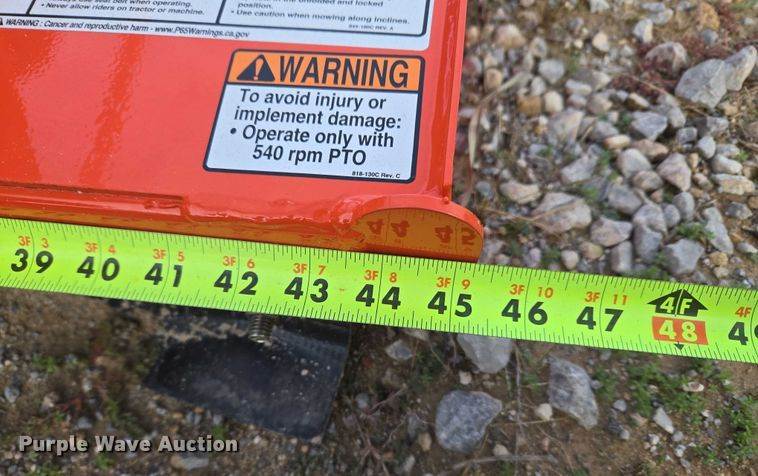 • Never allow riders on tractor or machine.
position.
• Use caution when mowing along inclines.
WARNING: Cancer and reproductive harm - www.P65Warnings.ca.gov
WARNING
To avoid injury or
implement damage:
• Operate only with
540 rpm PTO
818-130C Rev. C
3F 3 3F 4 3F 5 3F 6 3F 7 3F 8 3F 9 3F 10 3F 11 4F 4F
39 40 41 42 43 44 45 46 47 48 4
Purple Wave Auction